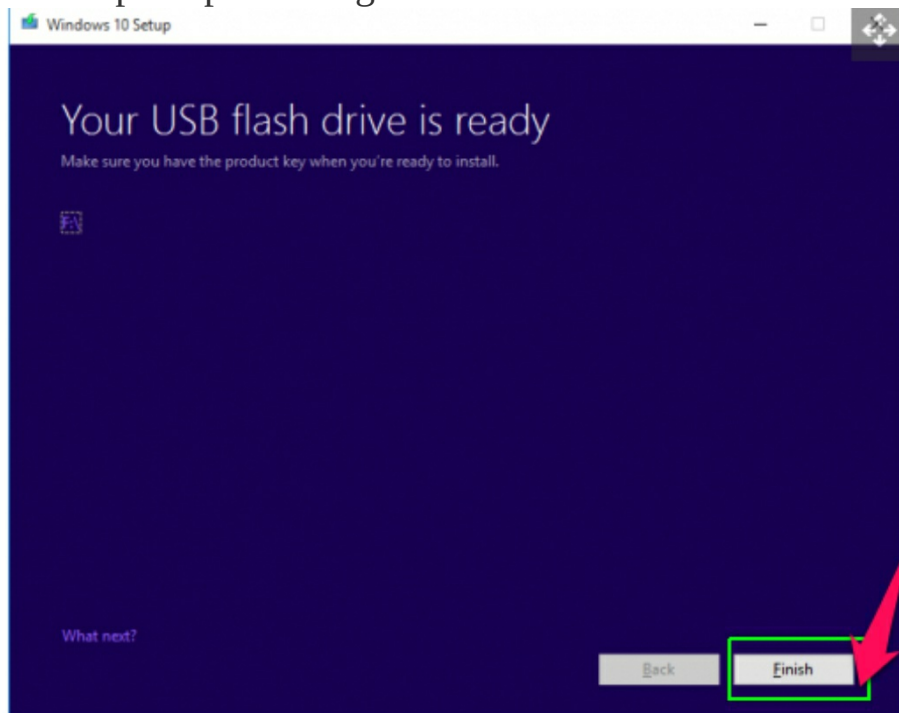 Windows 10 Setup
Your USB flash drive is ready
Make sure you have the product key when you're ready to install.
F:\
What next?
Back
Finish